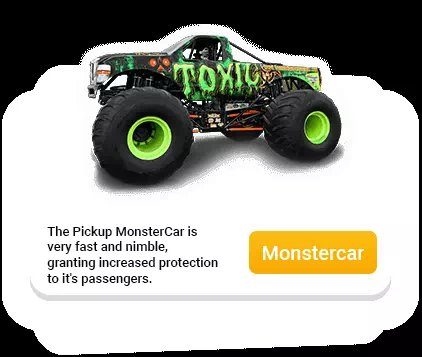 TOXIC
The Pickup MonsterCar is
very fast and nimble,
granting increased protection
to it's passengers.
Monstercar